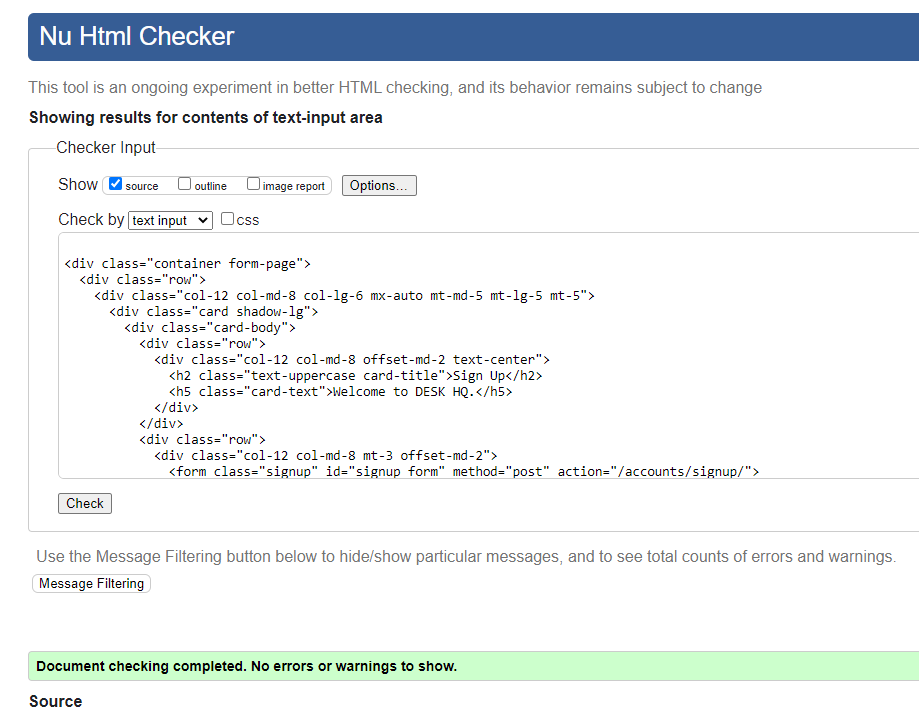 Nu Html Checker
This tool is an ongoing experiment in better HTML checking, and its behavior remains subject to change
Showing results for contents of text-input area
Checker Input
Show source outline image report Options...
Check by text input css
<div class="container form-page">
<div class="row">
<div class="col-12 col-md-8 col-lg-6 mx-auto mt-md-5 mt-lg-5 mt-5">
<div class="card shadow-lg">
<div class="card-body">
<div class="row">
<div class="col-12 col-md-8 offset-md-2 text-center">
<h2 class="text-uppercase card-title">Sign Up</h2>
<h5 class="card-text">Welcome to DESK HQ.</h5>
</div>
</div>
<div class="row">
<div class="col-12 col-md-8 mt-3 offset-md-2">
<form class="signup" id="signup_form" method="post" action="/accounts/signup/">
Check
Use the Message Filtering button below to hide/show particular messages, and to see total counts of errors and warnings.
Message Filtering
Document checking completed. No errors or warnings to show.
Source